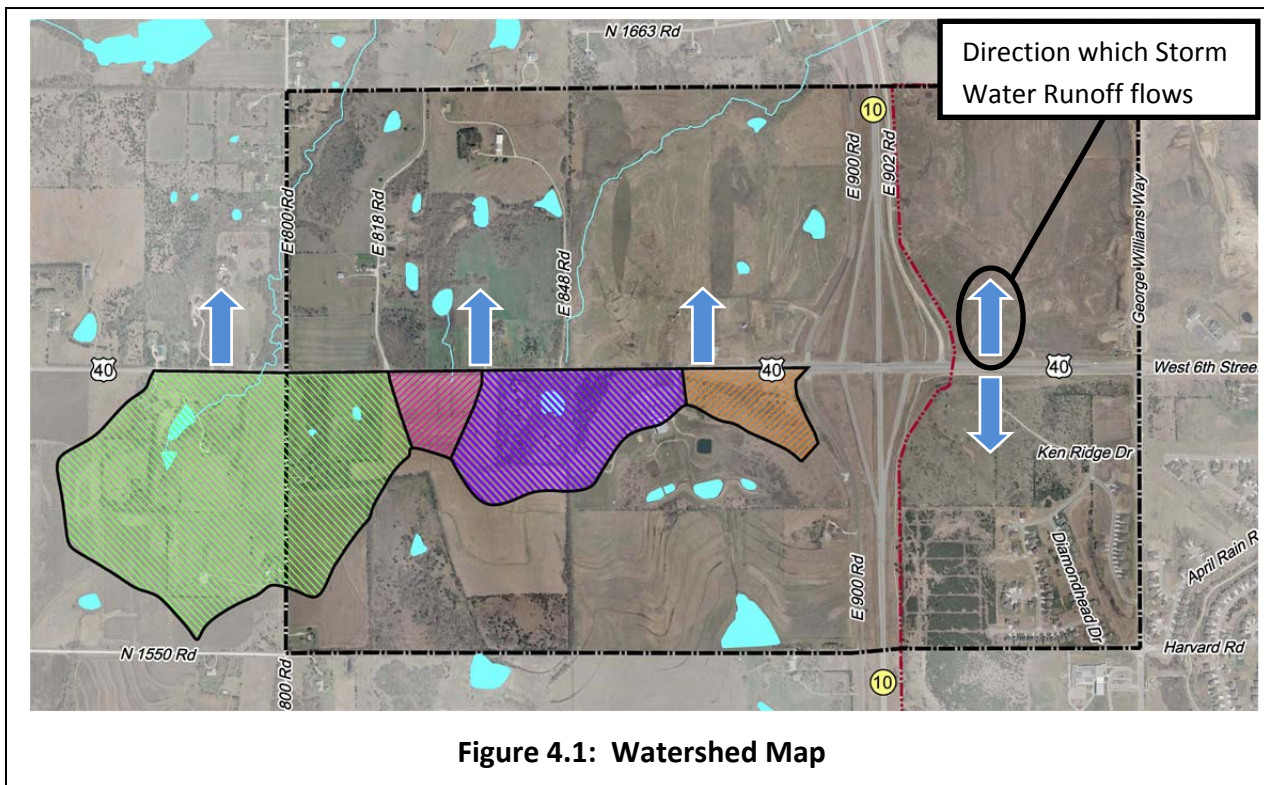 N 1663 Rd
Direction which Storm
Water Runoff flows
10
E 900 Rd
E 902 Rd
E 800 Rd
E 818 Rd
E 848 Rd
George Williams Way
40
40
40
West 6th Street
Ken Ridge Dr
Diamondhead Dr
April Rain R
E 900 Rd
N 1550 Rd
800 Rd
Harvard Rd
10
Figure 4.1:  Watershed Map